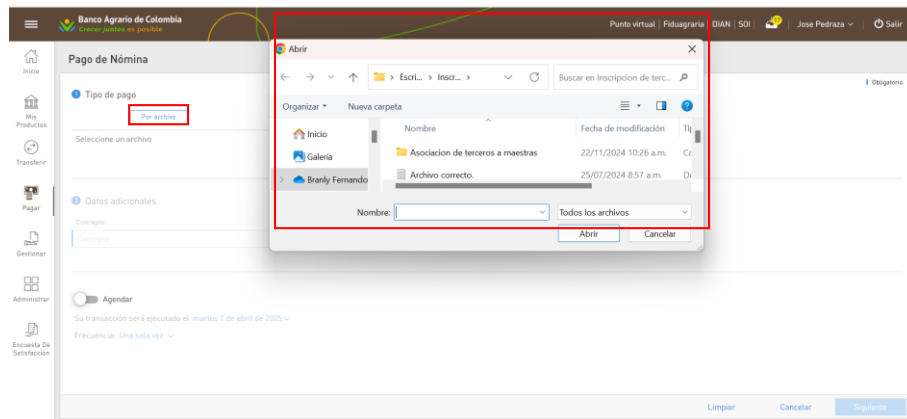 Banco Agrario de Colombia
Crecer juntos es posible
Punto virtual | Fiduagraria | DIAN | SOI | Jose Pedraza
Salir
Inicio
Mis Productos
Transferir
Pagar
Gestionar
Administrar
Encuesta De Satisfacción
Pago de Nómina
Obligatorio
1 Tipo de pago
Por archivo
Seleccione un archivo
2 Datos adicionales
Concepto
Concepto
Agendar
Su transacción será ejecutada el martes 1 de abril de 2025
Frecuencia: Una sola vez
Limpiar Cancelar Siguiente
Abrir
Escri... > Inscr... >
Buscar en Inscripcion de terc...
Organizar Nueva carpeta
Inicio
Galería
Branly Fernando
Nombre Fecha de modificación
Asociacion de terceros a maestras 22/11/2024 10:26 a.m.
Archivo correcto. 25/07/2024 8:57 a.m.
Nombre: Todos los archivos
Abrir Cancelar